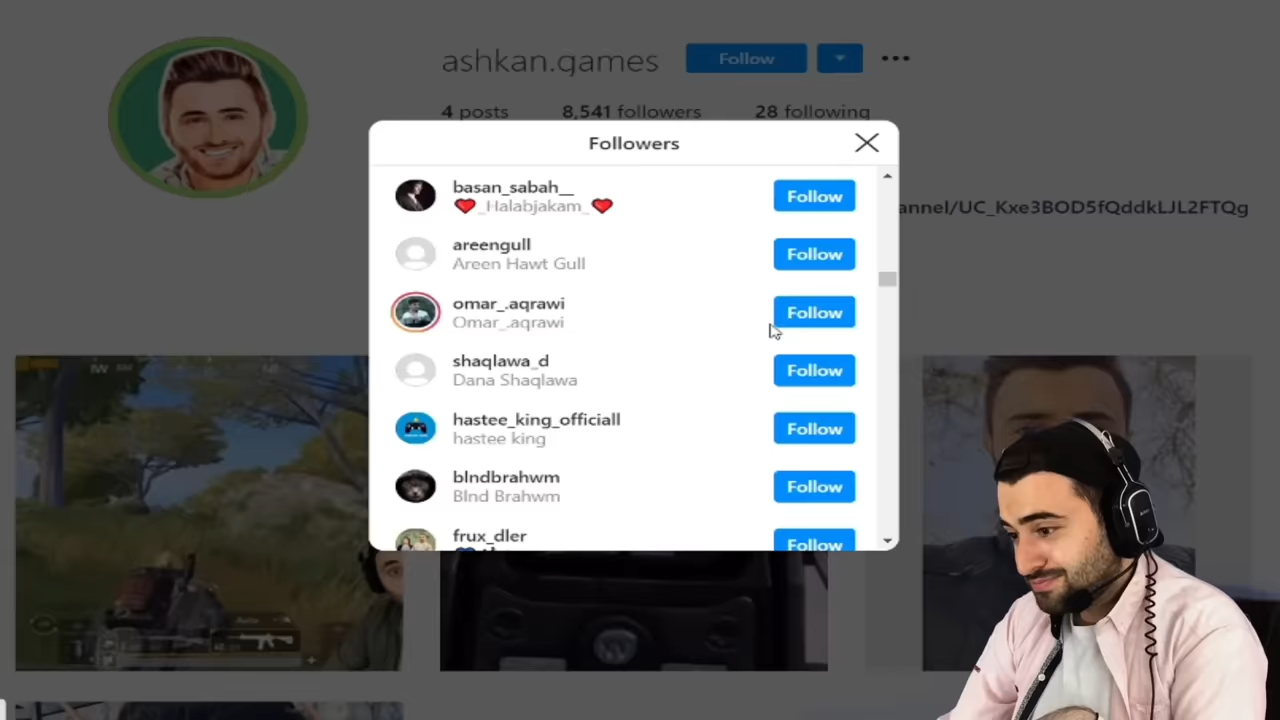 ashkan.games Follow
4 posts 8,541 followers 28 following
Followers
basan_sabah__ Follow
❤️_Halabjakam_❤️
annel/UC_Kxe3BOD5fQddkLJL2FTQg
areengull Follow
Areen Hawt Gull
omar_.aqrawi Follow
Omar_.aqrawi
shaqlawa_d Follow
Dana Shaqlawa
hastee_king_officiall Follow
hastee king
blndbrahwm Follow
Blnd Brahwm
frux_dler Follow